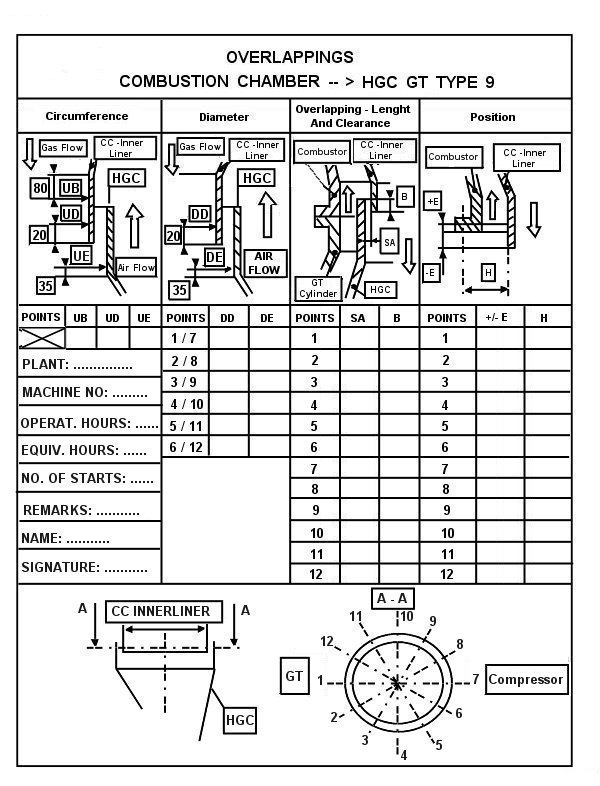 OVERLAPPINGS
COMBUSTION CHAMBER -- > HGC GT TYPE 9
Circumference
Diameter
Overlapping - Lenght
And Clearance
Position
Gas Flow
CC -Inner
Liner
HGC
80
UB
UD
20
UE
Air Flow
35
Gas Flow
CC -Inner
Liner
HGC
DD
20
DE
AIR
FLOW
35
Combustor
CC -Inner
Liner
B
SA
GT
Cylinder
HGC
Combustor
CC -Inner
Liner
+E
-E
H
POINTS UB UD UE
POINTS DD DE
POINTS SA B
POINTS +/- E H
PLANT: ...............
MACHINE NO: .........
OPERAT. HOURS: ......
EQUIV. HOURS: ......
NO. OF STARTS: ......
REMARKS: ...........
NAME: ...........
SIGNATURE: ...........
1 / 7
2 / 8
3 / 9
4 / 10
5 / 11
6 / 12
1
2
3
4
5
6
7
8
9
10
11
12
1
2
3
4
5
6
7
8
9
10
11
12
A CC INNERLINER A
HGC
A - A
GT
Compressor
1
2
3
4
5
6
7
8
9
10
11
12